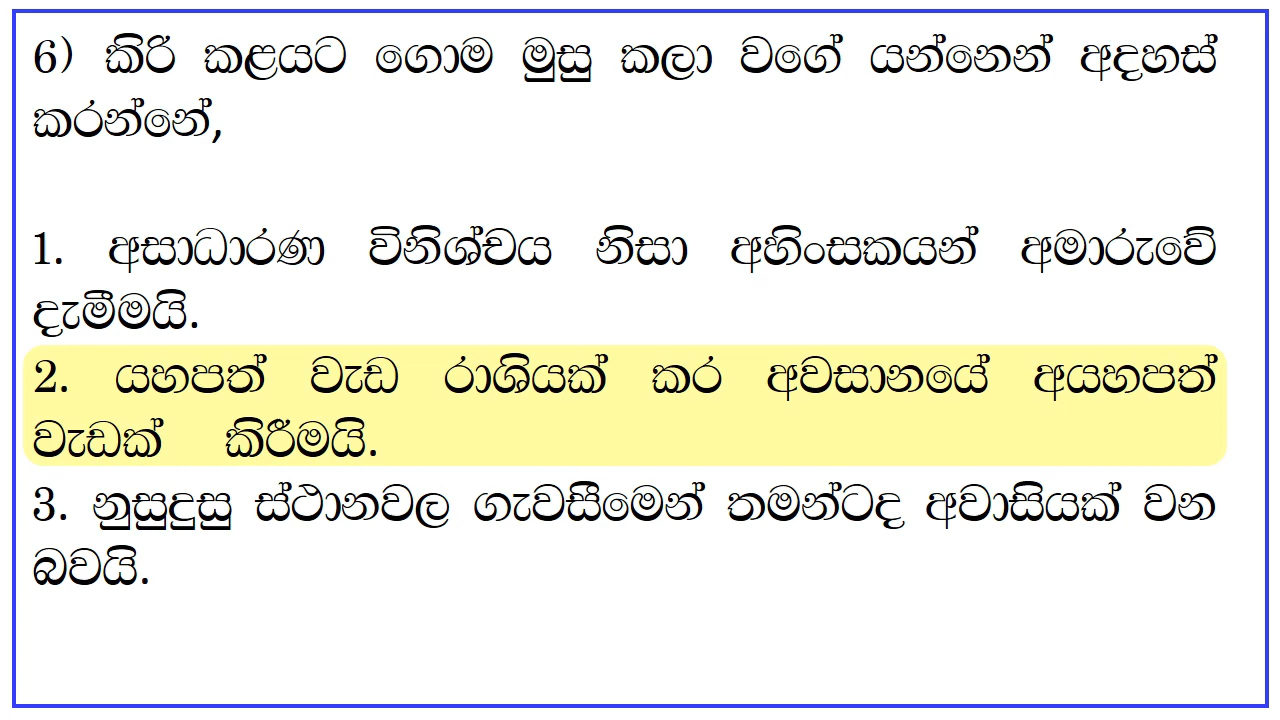 6) කිරි කළයට ගොම මුසු කලා වගේ යන්නෙන් අදහස්
කරන්නේ,
1. අසාධාරණ විනිශ්චය නිසා අහිංසකයන් අමාරුවේ
දැමීමයි.
2. යහපත් වැඩ රාශියක් කර අවසානයේ අයහපත්
වැඩක් කිරීමයි.
3. නුසුදුසු ස්ථානවල ගැවසීමෙන් තමන්ටද අවාසියක් වන
බවයි.